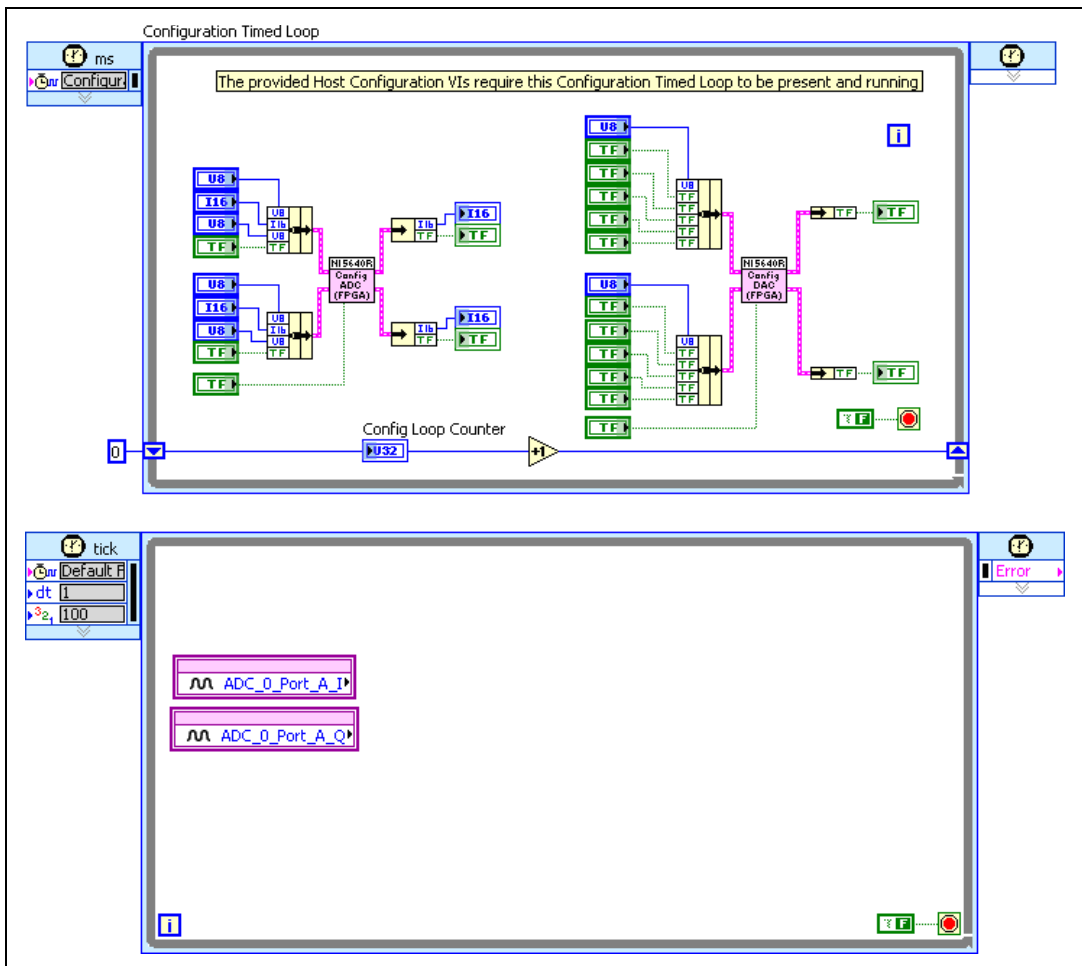 Configuration Timed Loop
ms
Configur
The provided Host Configuration VIs require this Configuration Timed Loop to be present and running
i
U8
I16
U8
TF
U8
I16
U8
TF
I16
TF
U8
I16
U8
TF
U8
I16
U8
TF
I16
TF
I16
TF
I16
TF
TF
NI5640R
Config
ADC
(FPGA)
U8
TF
TF
TF
TF
TF
U8
TF
TF
TF
TF
TF
TF
TF
NI5640R
Config
DAC
(FPGA)
U8
TF
TF
TF
TF
TF
U8
TF
TF
TF
TF
TF
TF
TF
TF
F
Config Loop Counter
0
U32
+1
tick
Default F
dt 1
321 100
Error
ADC_0_Port_A_I
ADC_0_Port_A_Q
i
F